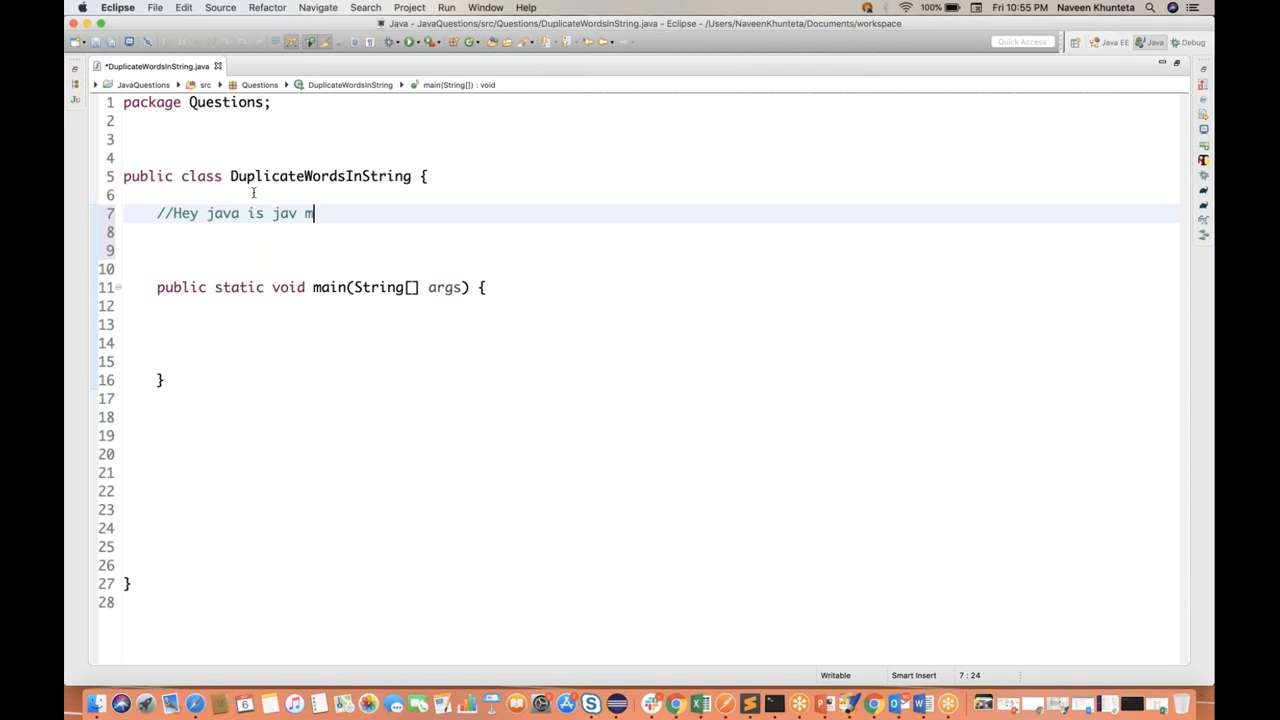 Eclipse File Edit Source Refactor Navigate Search Project Run Window Help 100% Fri 10:55 PM Naveen Khunteta
Java - JavaQuestions/src/Questions/DuplicateWordsInString.java - Eclipse - /Users/NaveenKhunteta/Documents/workspace
Quick Access Java EE Java Debug
*DuplicateWordsInString.java
JavaQuestions src Questions DuplicateWordsInString main(String[]) : void
1 package Questions;
2
3
4
5 public class DuplicateWordsInString {
6
7 //Hey java is jav m
8
9
10
11 public static void main(String[] args) {
12
13
14
15
16 }
17
18
19
20
21
22
23
24
25
26
27 }
28
Writable Smart Insert 7 : 24